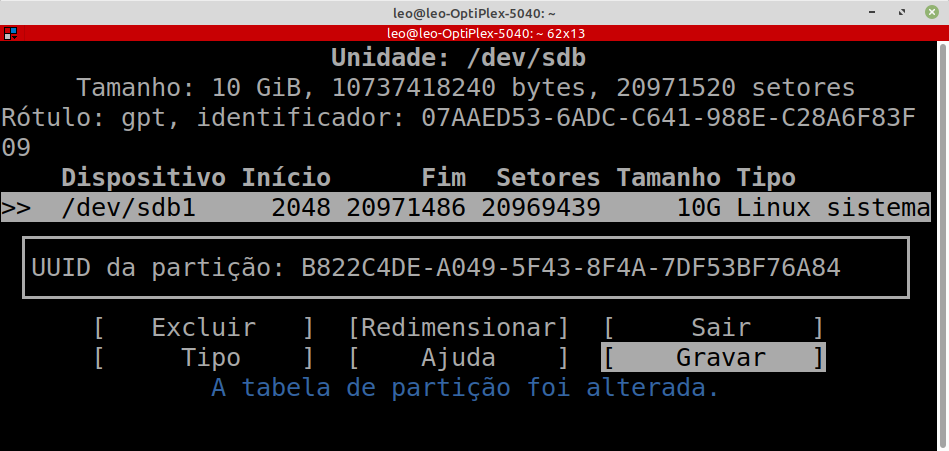 leo@leo-OptiPlex-5040: ~
leo@leo-OptiPlex-5040: ~ 62x13
Unidade: /dev/sdb
Tamanho: 10 GiB, 10737418240 bytes, 20971520 setores
Rótulo: gpt, identificador: 07AAED53-6ADC-C641-988E-C28A6F83F
09
Dispositivo Início Fim Setores Tamanho Tipo
>> /dev/sdb1 2048 20971486 20969439 10G Linux sistema
UUID da partição: B822C4DE-A049-5F43-8F4A-7DF53BF76A84
[ Excluir ] [Redimensionar] [ Sair ]
[ Tipo ] [ Ajuda ] [ Gravar ]
A tabela de partição foi alterada.